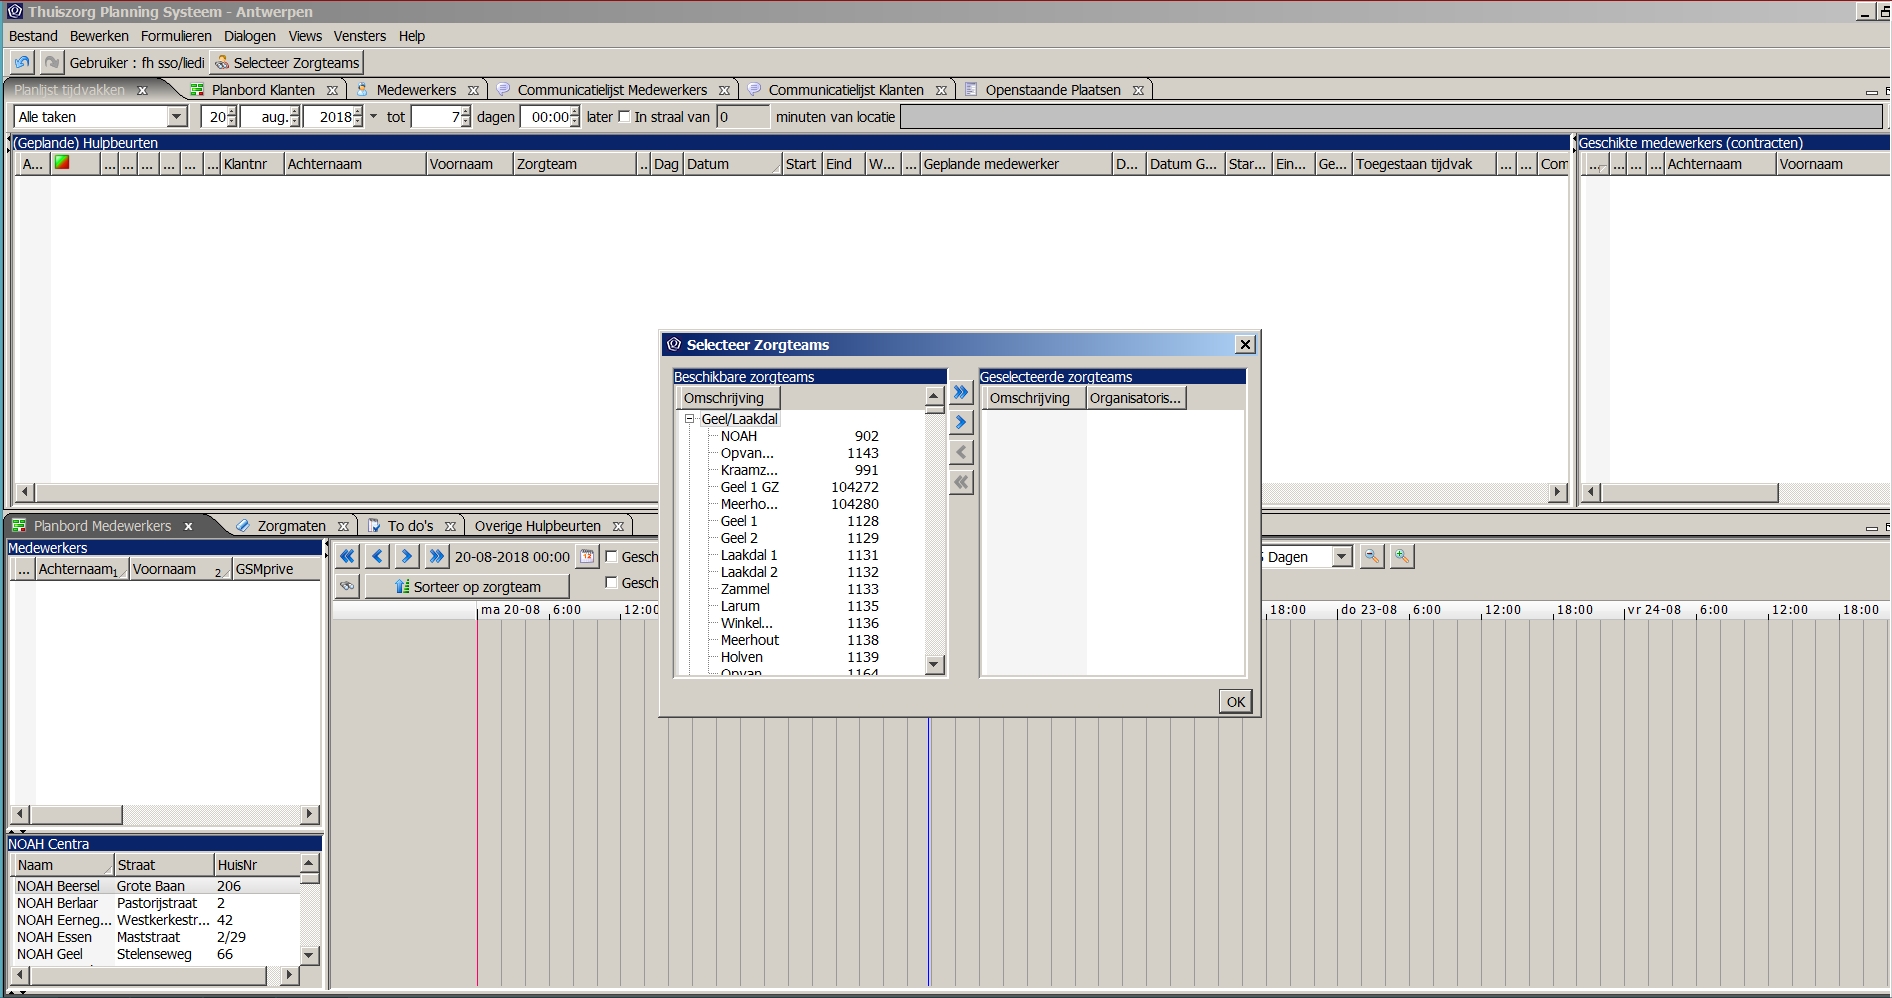 Thuiszorg Planning Systeem - Antwerpen
Bestand Bewerken Formulieren Dialogen Views Vensters Help
Gebruiker : fh sso/liedi Selecteer Zorgteams
Planlijst tijdvakken Planbord Klanten Medewerkers Communicatielijst Medewerkers Communicatielijst Klanten Openstaande Plaatsen
Alle taken 20 aug. 2018 tot 7 dagen 00:00 later In straal van 0 minuten van locatie
(Geplande) Hulpbeurten
A... ... ... ... ... ... ... Klantnr Achternaam Voornaam Zorgteam .. Dag Datum Start Eind W... ... Geplande medewerker D... Datum G... Star... Ein... Ge... Toegestaan tijdvak ... ... Com
Geschikte medewerkers (contracten)
... ... ... ... Achternaam Voornaam
Selecteer Zorgteams
Beschikbare zorgteams
Omschrijving
Geel/Laakdal
NOAH 902
Opvan... 1143
Kraamz... 991
Geel 1 GZ 104272
Meerho... 104280
Geel 1 1128
Geel 2 1129
Laakdal 1 1131
Laakdal 2 1132
Zammel 1133
Larum 1135
Winkel... 1136
Meerhout 1138
Holven 1139
Opvan 1164
Geselecteerde zorgteams
Omschrijving Organisatoris...
OK
Planbord Medewerkers Zorgmaten To do's Overige Hulpbeurten
Medewerkers
... Achternaam 1 Voornaam 2 GSMprive
20-08-2018 00:00 12 Gesch
Sorteer op zorgteam Gesch
Dagen
ma 20-08 6:00 12:00 18:00 do 23-08 6:00 12:00 18:00 vr 24-08 6:00 12:00 18:00
NOAH Centra
Naam Straat HuisNr
NOAH Beersel Grote Baan 206
NOAH Berlaar Pastorijstraat 2
NOAH Eerneg... Westkerkestr... 42
NOAH Essen Maststraat 2/29
NOAH Geel Stelenseweg 66